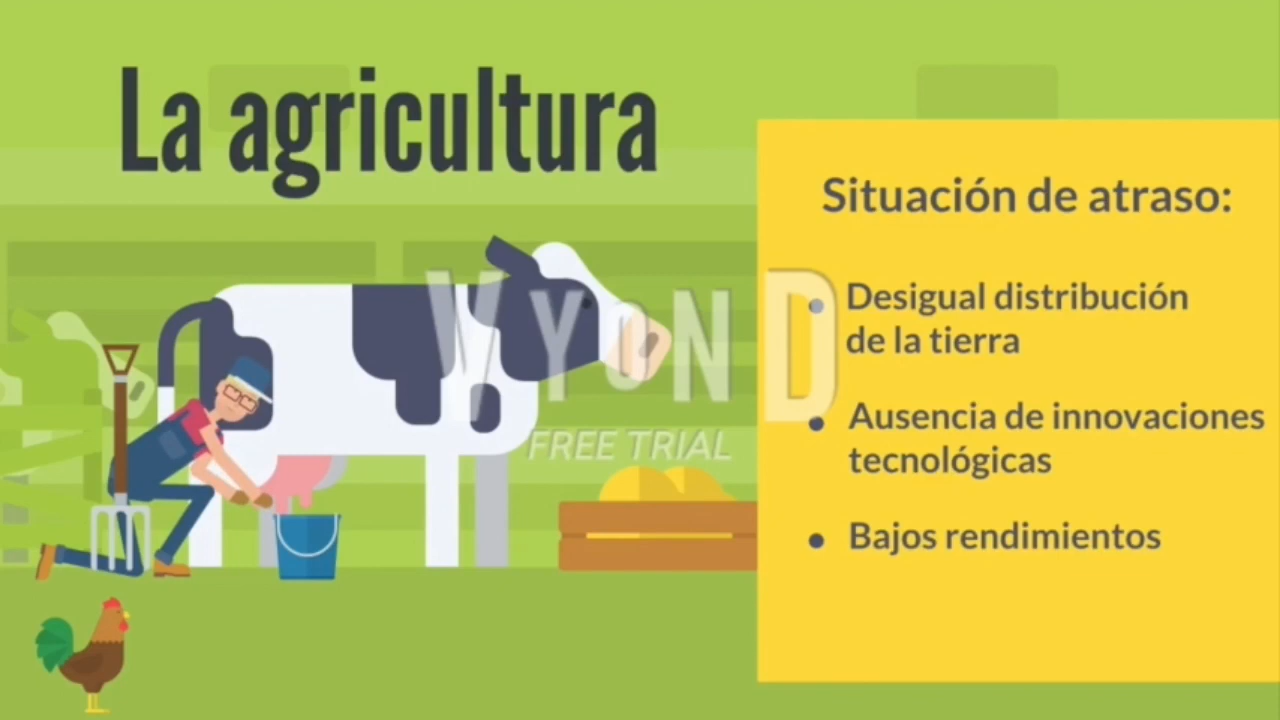 La agricultura
Situación de atraso:
Desigual distribución
de la tierra
Ausencia de innovaciones
tecnológicas
Bajos rendimientos
VYOND
FREE TRIAL